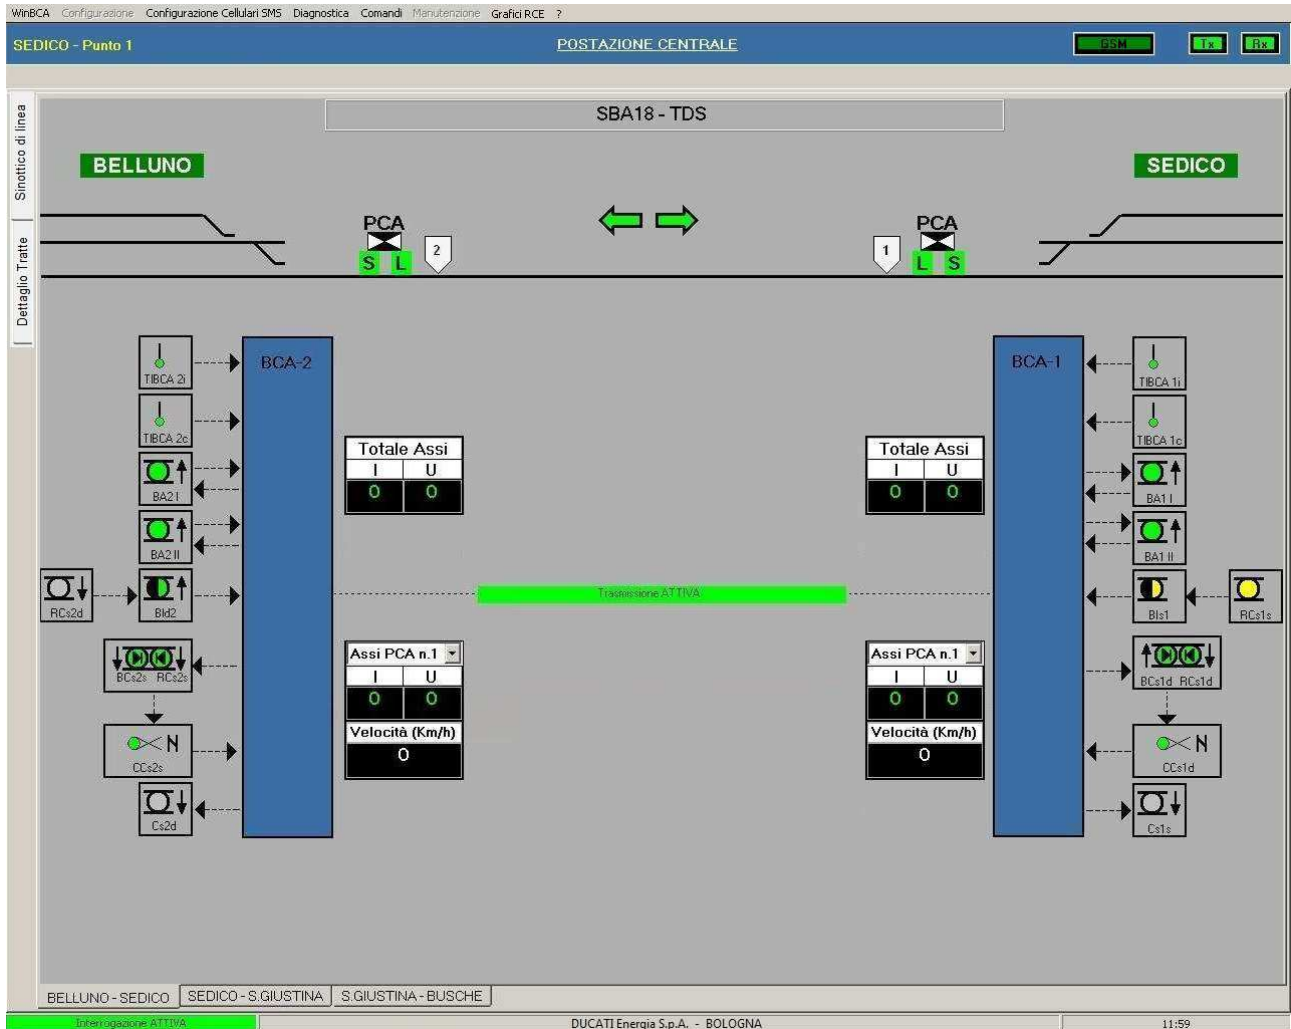 WinBCA Configurazione Configurazione Cellulari SMS Diagnostica Comandi Manutenzione Grafici RCE ?
SEDICO - Punto 1 POSTAZIONE CENTRALE GSM Tx Rx
Sinottico di linea
Dettaglio Tratte
SBA18 - TDS
BELLUNO SEDICO
PCA PCA
2 1
S L L S
BCA-2 BCA-1
TIBCA 2i TIBCA 1i
TIBCA 2c TIBCA 1c
Totale Assi Totale Assi
I U I U
0 0 0 0
BA2 I BA1 I
BA2 II BA1 II
Trasmissione ATTIVA
RCs2d BId2 BIs1 RCs1s
Assi PCA n.1 Assi PCA n.1
BCs2s RCs2s I U I U BCs1d RCs1d
0 0 0 0
Velocità (Km/h) Velocità (Km/h)
N 0 0 N
CCs2s CCs1d
Cs2d Cs1s
BELLUNO - SEDICO SEDICO - S.GIUSTINA S.GIUSTINA - BUSCHE
Interrogazione ATTIVA DUCATI Energia S.p.A. - BOLOGNA 11:59